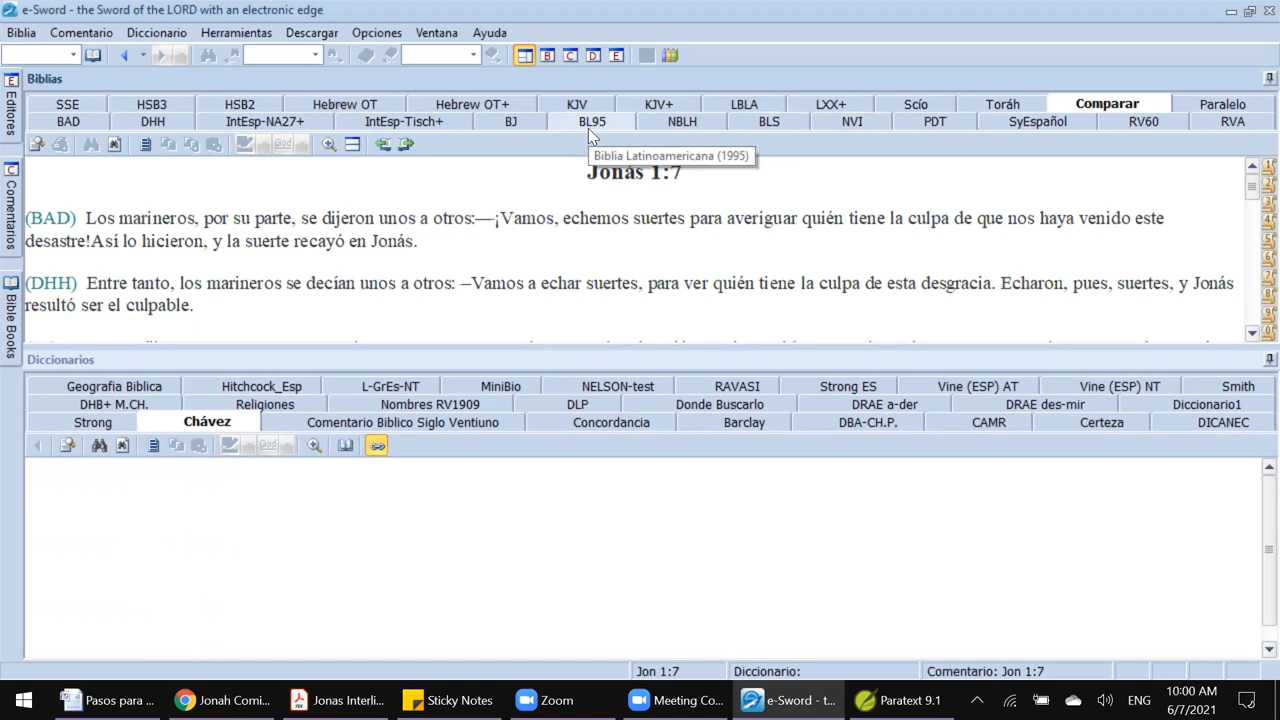 e-Sword - the Sword of the LORD with an electronic edge
Biblia Comentario Diccionario Herramientas Descargar Opciones Ventana Ayuda
B C D E
E Editores
C Comentarios
Bible Books
Biblias
SSE HSB3 HSB2 Hebrew OT Hebrew OT+ KJV KJV+ LBLA LXX+ Scío Toráh Comparar Paralelo
BAD DHH IntEsp-NA27+ IntEsp-Tisch+ BJ BL95 NBLH BLS NVI PDT SyEspañol RV60 RVA
God
Biblia Latinoamericana (1995)
Jonás 1:7
(BAD) Los marineros, por su parte, se dijeron unos a otros:—¡Vamos, echemos suertes para averiguar quién tiene la culpa de que nos haya venido este
desastre!Así lo hicieron, y la suerte recayó en Jonás.
(DHH) Entre tanto, los marineros se decían unos a otros: –Vamos a echar suertes, para ver quién tiene la culpa de esta desgracia. Echaron, pues, suertes, y Jonás
resultó ser el culpable.
Diccionarios
Geografia Biblica Hitchcock_Esp L-GrEs-NT MiniBio NELSON-test RAVASI Strong ES Vine (ESP) AT Vine (ESP) NT Smith
DHB+ M.CH. Religiones Nombres RV1909 DLP Donde Buscarlo DRAE a-der DRAE des-mir Diccionario1
Strong Chávez Comentario Biblico Siglo Ventiuno Concordancia Barclay DBA-CH.P. CAMR Certeza DICANEC
God
Jon 1:7 Diccionario: Comentario: Jon 1:7
Pasos para ... Jonah Comi... Jonas Interli... Sticky Notes Zoom Meeting Co... e-Sword - t... Paratext 9.1 ENG 10:00 AM
6/7/2021